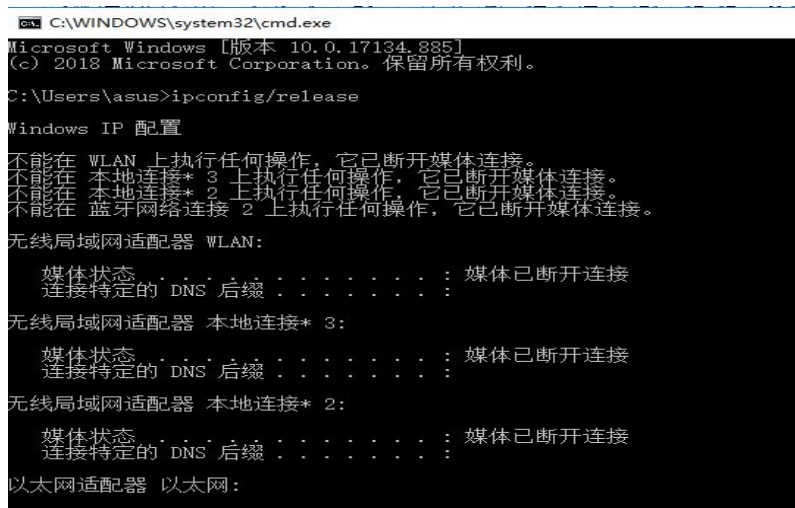 C:\WINDOWS\system32\cmd.exe
Microsoft Windows [版本 10.0.17134.885]
(c) 2018 Microsoft Corporation。保留所有权利。
C:\Users\asus>ipconfig/release
Windows IP 配置
不能在 WLAN 上执行任何操作，它已断开媒体连接。
不能在 本地连接* 3 上执行任何操作，它已断开媒体连接。
不能在 本地连接* 2 上执行任何操作，它已断开媒体连接。
不能在 蓝牙网络连接 2 上执行任何操作，它已断开媒体连接。
无线局域网适配器 WLAN:
媒体状态 . . . . . . . . . . . . : 媒体已断开连接
连接特定的 DNS 后缀 . . . . . . . :
无线局域网适配器 本地连接* 3:
媒体状态 . . . . . . . . . . . . : 媒体已断开连接
连接特定的 DNS 后缀 . . . . . . . :
无线局域网适配器 本地连接* 2:
媒体状态 . . . . . . . . . . . . : 媒体已断开连接
连接特定的 DNS 后缀 . . . . . . . :
以太网适配器 以太网: